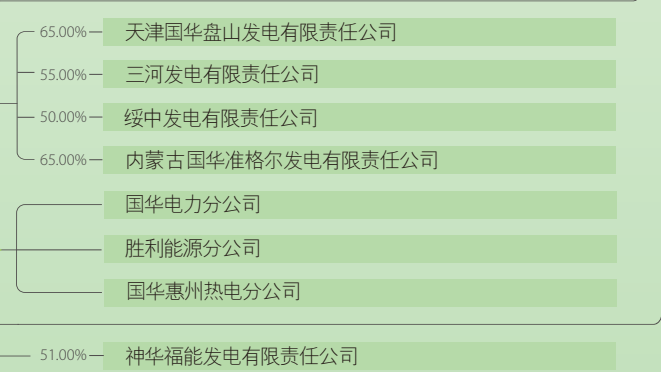 65.00% 天津国华盘山发电有限责任公司
55.00% 三河发电有限责任公司
50.00% 绥中发电有限责任公司
65.00% 内蒙古国华准格尔发电有限责任公司
国华电力分公司
胜利能源分公司
国华惠州热电分公司
51.00% 神华福能发电有限责任公司